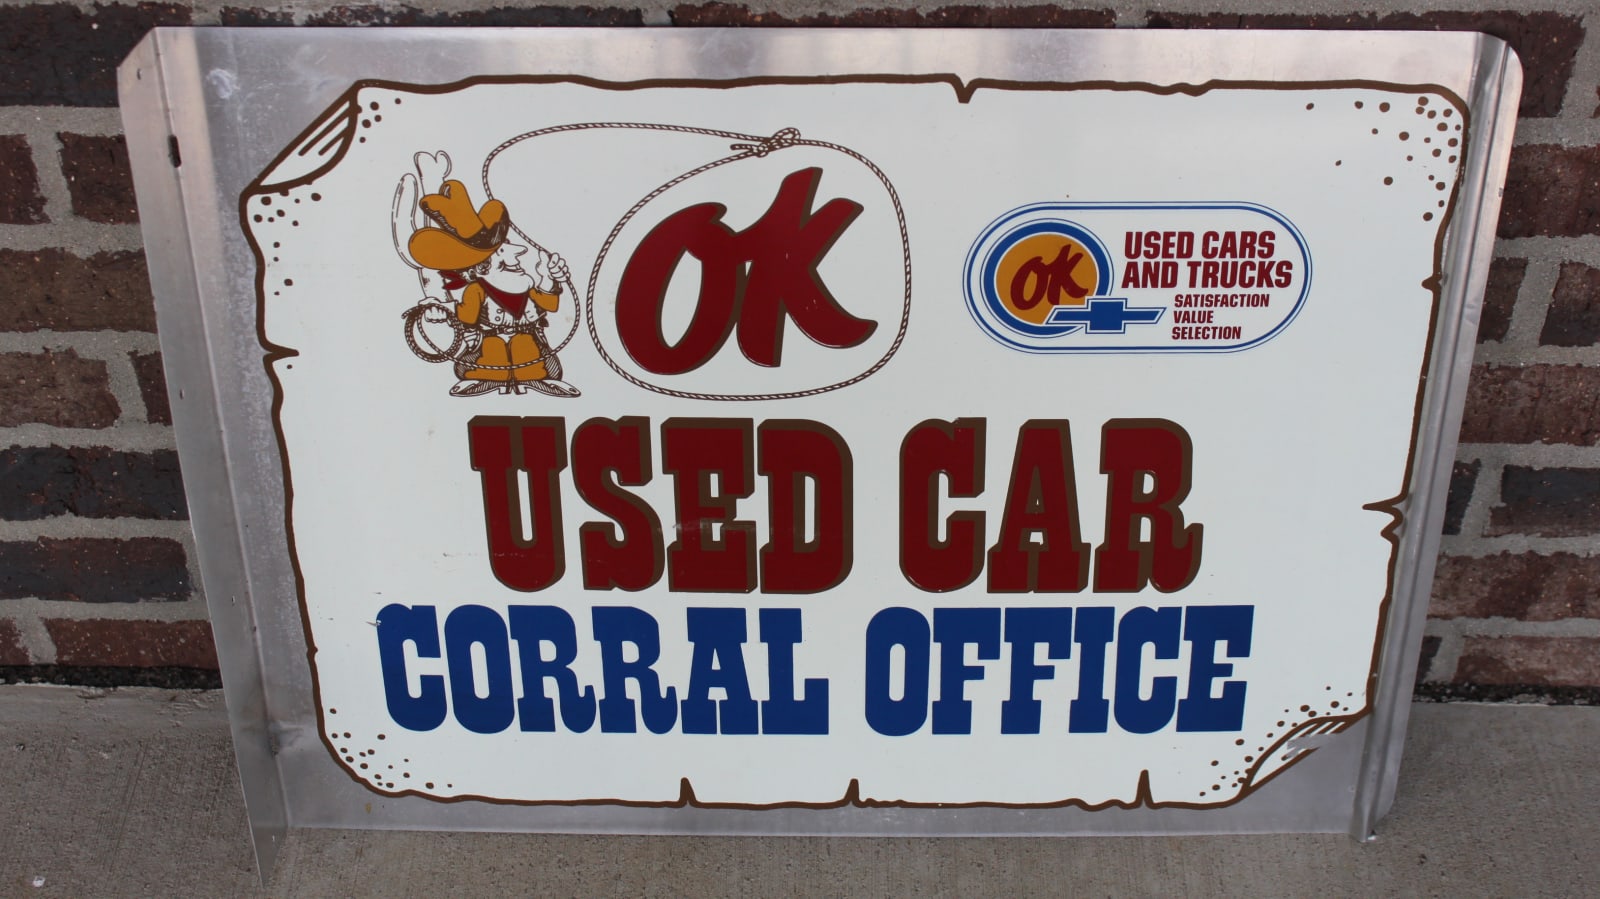 OK
OK
USED CARS
AND TRUCKS
SATISFACTION
VALUE
SELECTION
USED CAR
CORRAL OFFICE